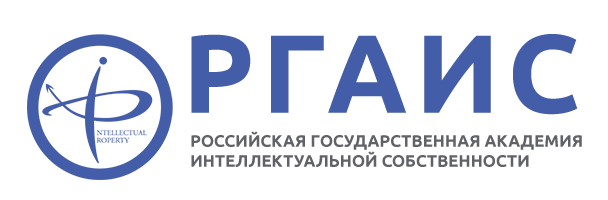 NTELLECTUAL
ROPERTY
РГАИС
РОССИЙСКАЯ ГОСУДАРСТВЕННАЯ АКАДЕМИЯ
ИНТЕЛЛЕКТУАЛЬНОЙ СОБСТВЕННОСТИ